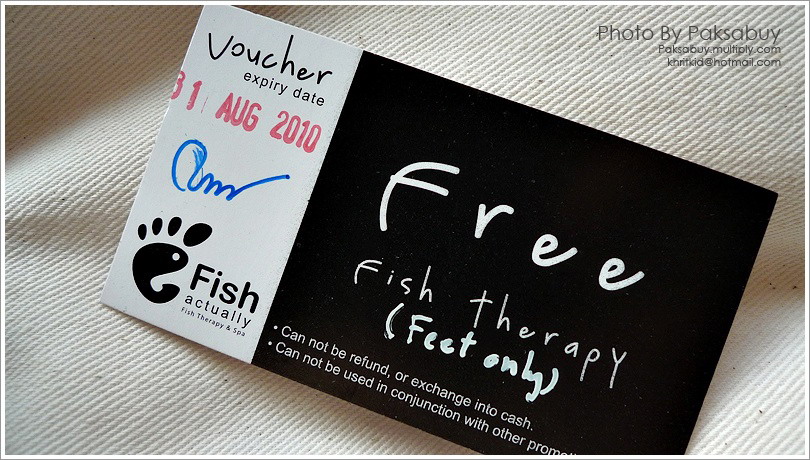 Photo By Paksabuy
Paksabuy.multiply.com
khritkid@hotmail.com
Voucher
expiry date
31 AUG 2010
Fish
actually
Fish Therapy & Spa
Free
Fish therapy
(Feet only)
• Can not be refund, or exchange into cash.
• Can not be used in conjunction with other